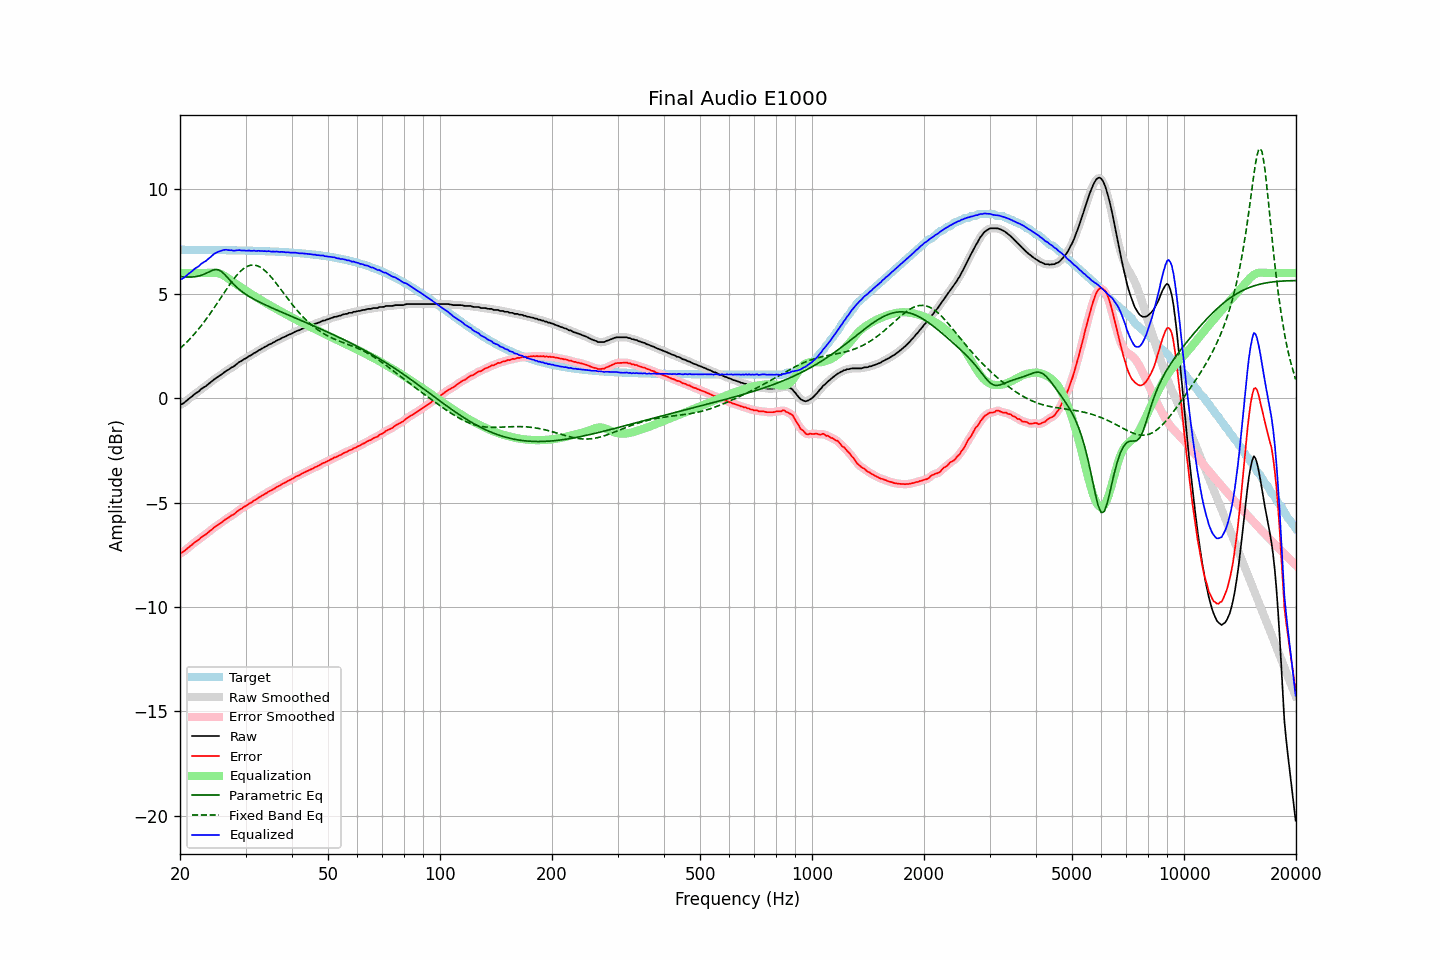 Final Audio E1000
Amplitude (dBr)
10
5
0
−5
−10
−15
−20
Target
Raw Smoothed
Error Smoothed
Raw
Error
Equalization
Parametric Eq
Fixed Band Eq
Equalized
20 50 100 200 500 1000 2000 5000 10000 20000
Frequency (Hz)